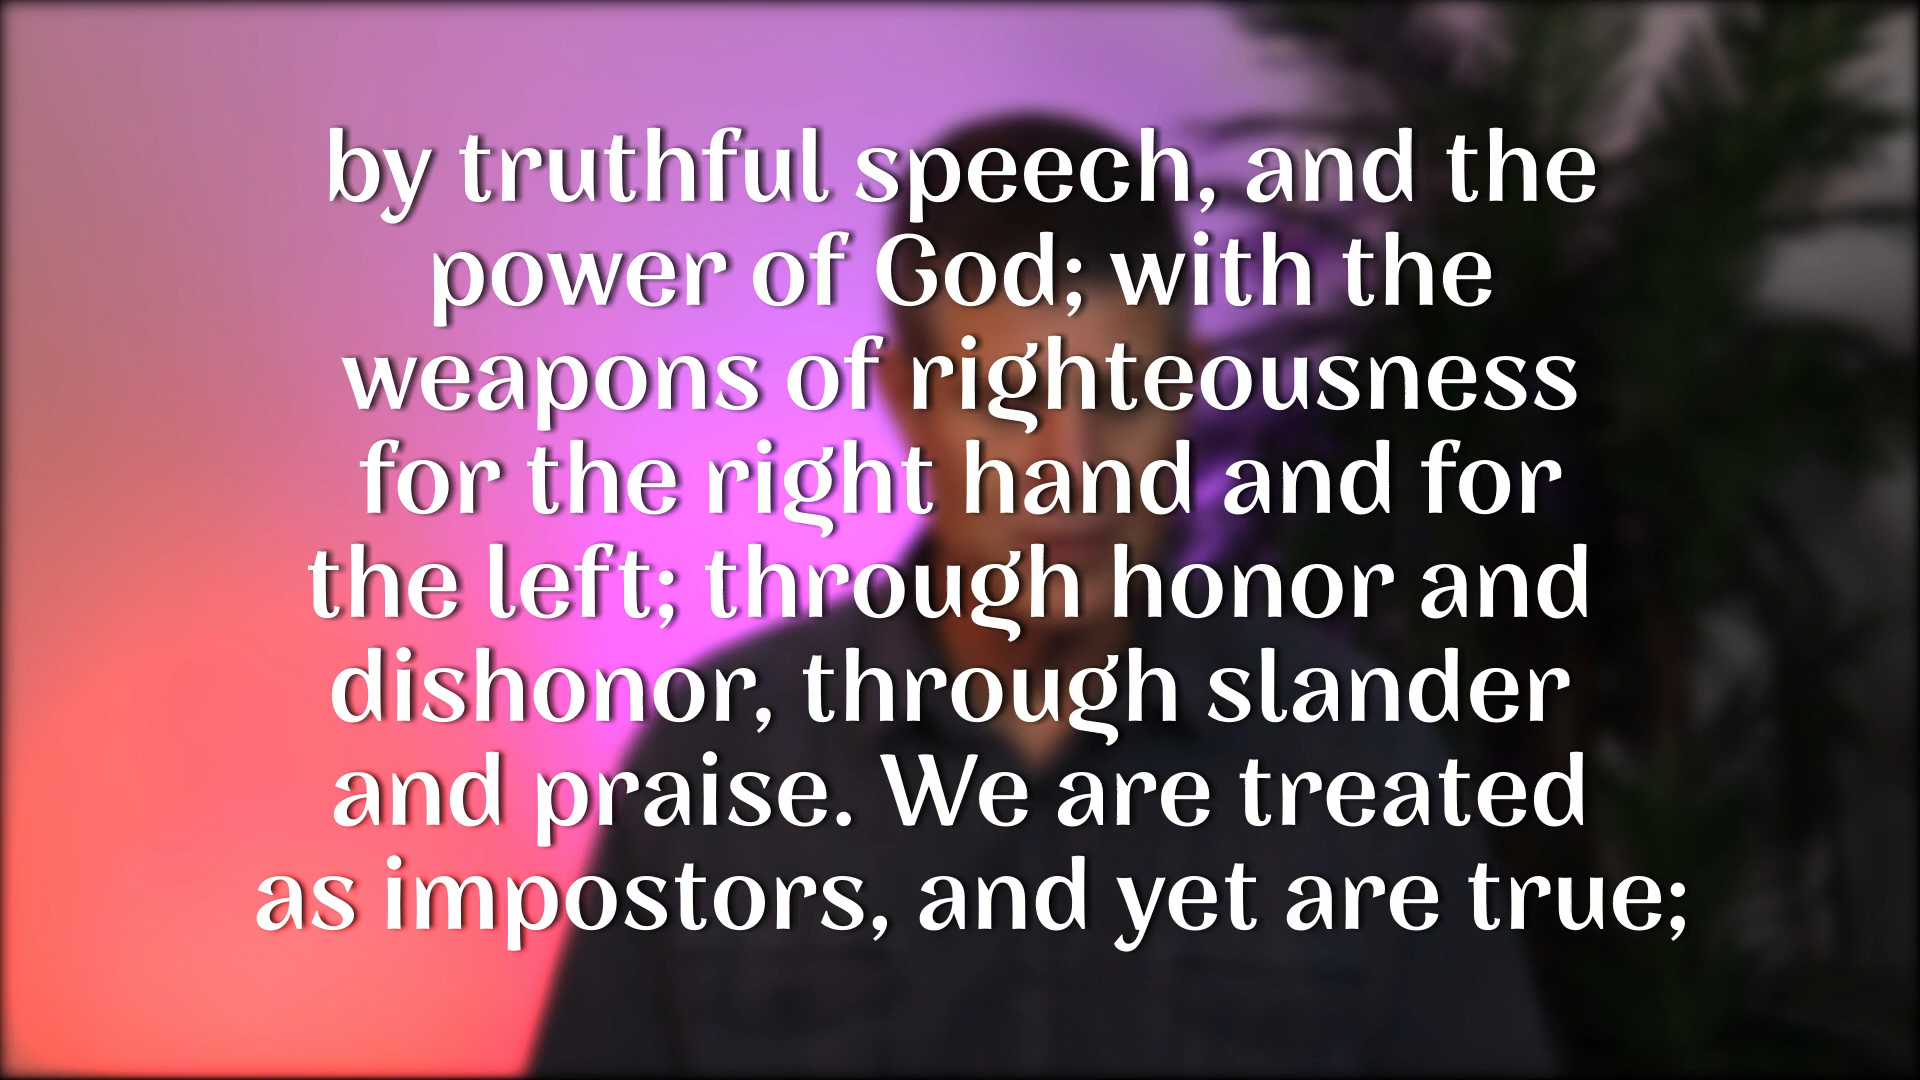 by truthful speech, and the
power of God; with the
weapons of righteousness
for the right hand and for
the left; through honor and
dishonor, through slander
and praise. We are treated
as impostors, and yet are true;